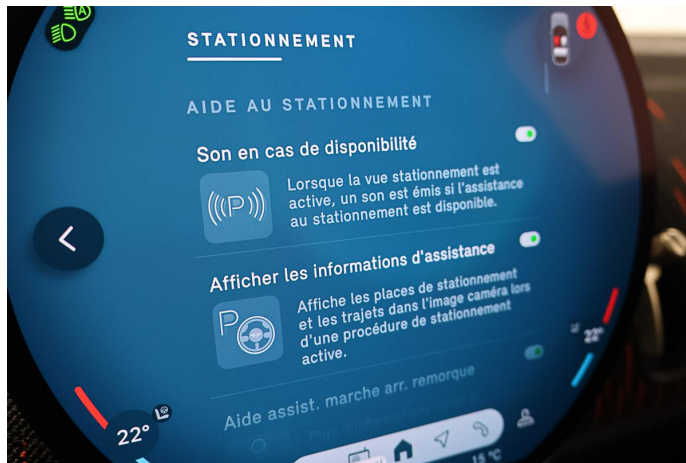 A
STATIONNEMENT
AIDE AU STATIONNEMENT
Son en cas de disponibilité
(((P)))
Lorsque la vue stationnement est
active, un son est émis si l'assistance
au stationnement est disponible.
Afficher les informations d'assistance
P
Affiche les places de stationnement
et les trajets dans l'image caméra lors
d'une procédure de stationnement
active.
22°
Aide assist. marche arr. remorque
22°
15 °C